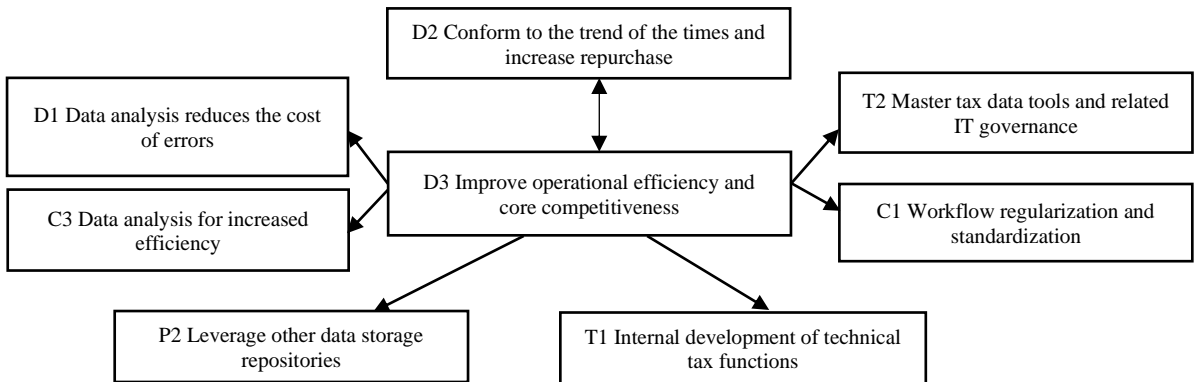 D2 Conform to the trend of the times and
increase repurchase
D1 Data analysis reduces the cost
of errors
T2 Master tax data tools and related
IT governance
D3 Improve operational efficiency and
core competitiveness
C3 Data analysis for increased
efficiency
C1 Workflow regularization and
standardization
P2 Leverage other data storage
repositories
T1 Internal development of technical
tax functions